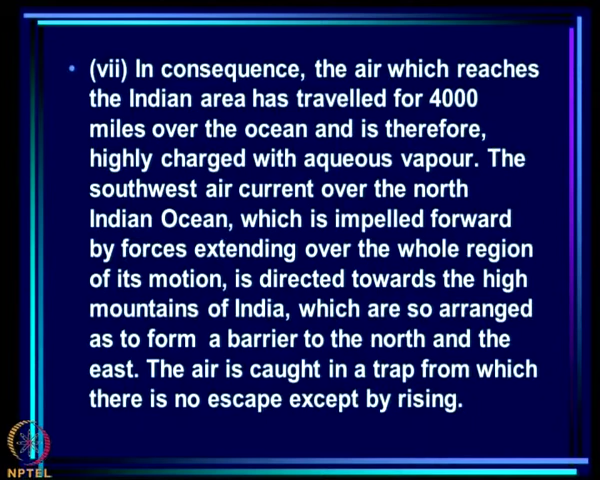 • (vii) In consequence, the air which reaches
the Indian area has travelled for 4000
miles over the ocean and is therefore,
highly charged with aqueous vapour. The
southwest air current over the north
Indian Ocean, which is impelled forward
by forces extending over the whole region
of its motion, is directed towards the high
mountains of India, which are so arranged
as to form a barrier to the north and the
east. The air is caught in a trap from which
there is no escape except by rising.
NPTEL